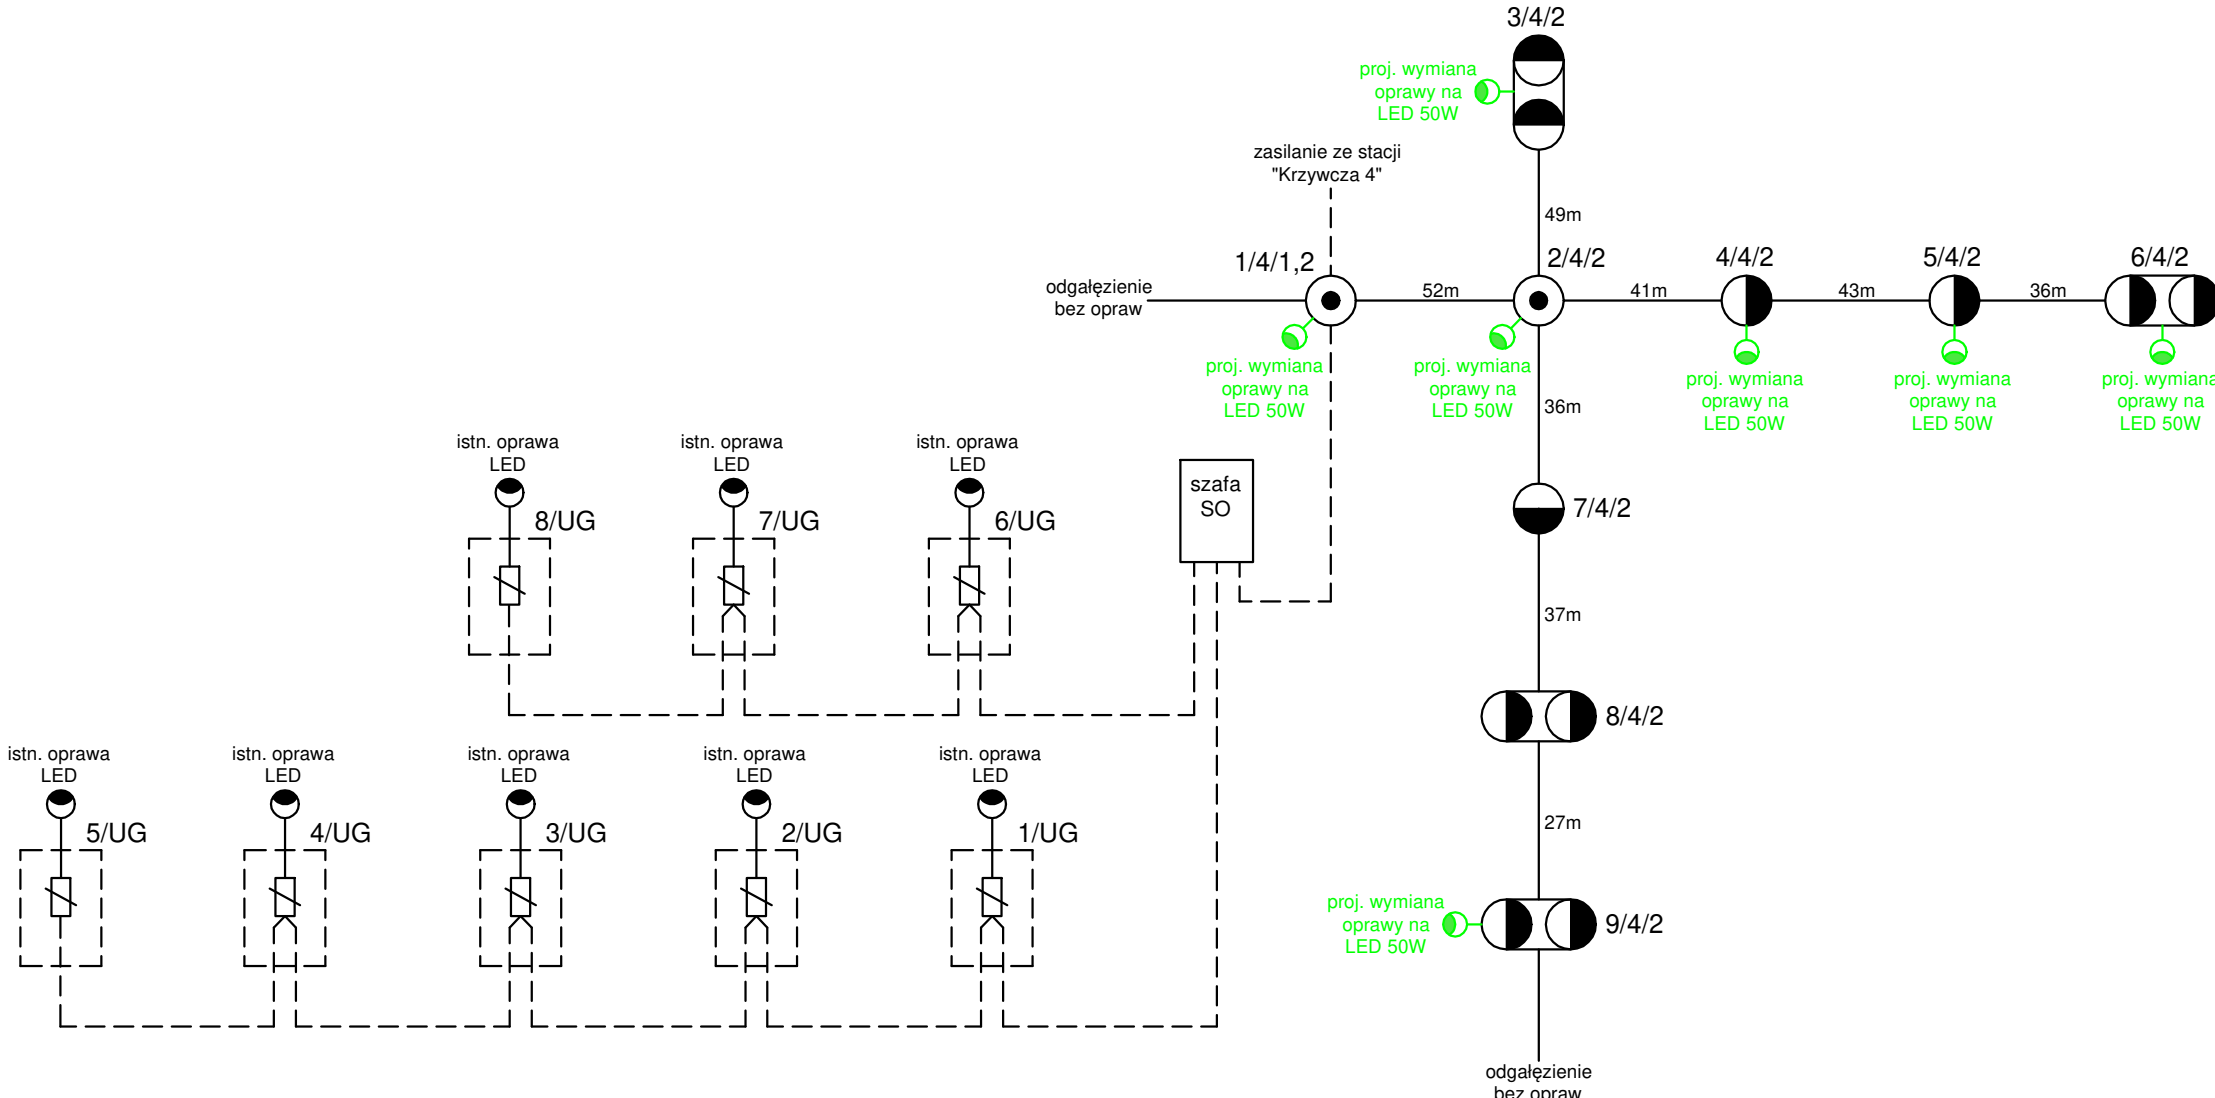 3/4/2
proj. wymiana
oprawy na
LED 50W
zasilanie ze stacji
"Krzywcza 4"
49m
1/4/1,2
2/4/2
4/4/2
5/4/2
6/4/2
odgałęzienie
bez opraw
52m
41m
43m
36m
proj. wymiana
oprawy na
LED 50W
proj. wymiana
oprawy na
LED 50W
proj. wymiana
oprawy na
LED 50W
proj. wymiana
oprawy na
LED 50W
proj. wymiana
oprawy na
LED 50W
36m
istn. oprawa
LED
istn. oprawa
LED
istn. oprawa
LED
szafa
SO
8/UG
7/UG
6/UG
7/4/2
37m
8/4/2
istn. oprawa
LED
istn. oprawa
LED
istn. oprawa
LED
istn. oprawa
LED
istn. oprawa
LED
5/UG
4/UG
3/UG
2/UG
1/UG
27m
proj. wymiana
oprawy na
LED 50W
9/4/2
odgałęzienie
bez opraw